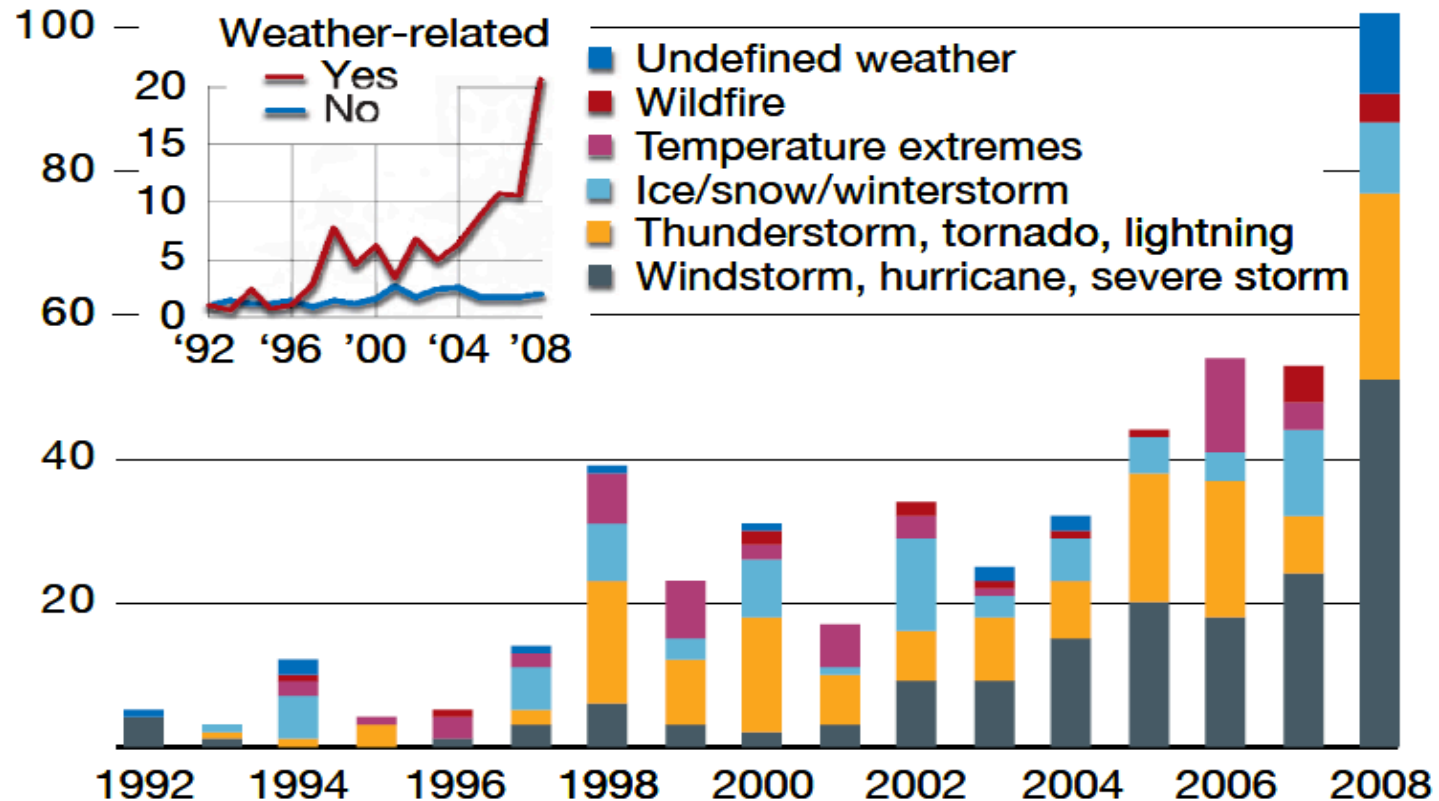 100
80
60
40
20
Weather-related
Yes
No
20
15
10
5
0
‘92 ‘96 ’00 ‘04 ’08
Undefined weather
Wildfire
Temperature extremes
Ice/snow/winterstorm
Thunderstorm, tornado, lightning
Windstorm, hurricane, severe storm
1992 1994 1996 1998 2000 2002 2004 2006 2008